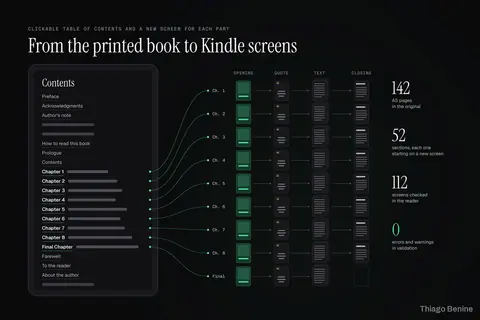 CLICKABLE TABLE OF CONTENTS AND A NEW SCREEN FOR EACH PART
From the printed book to Kindle screens
Contents
Preface
Acknowledgments
Author's note
How to read this book
Prologue
Contents
Chapter 1
Chapter 2
Chapter 3
Chapter 4
Chapter 5
Chapter 6
Chapter 7
Chapter 8
Final Chapter
Farewell
To the reader
About the author
OPENING
QUOTE
TEXT
CLOSING
Ch. 1
Ch. 2
Ch. 3
Ch. 4
Ch. 5
Ch. 6
Ch. 7
Ch. 8
Final
142
A5 pages
in the original
52
sections, each one
starting on a new screen
112
screens checked
in the reader
0
errors and warnings
in validation
Thiago Benine